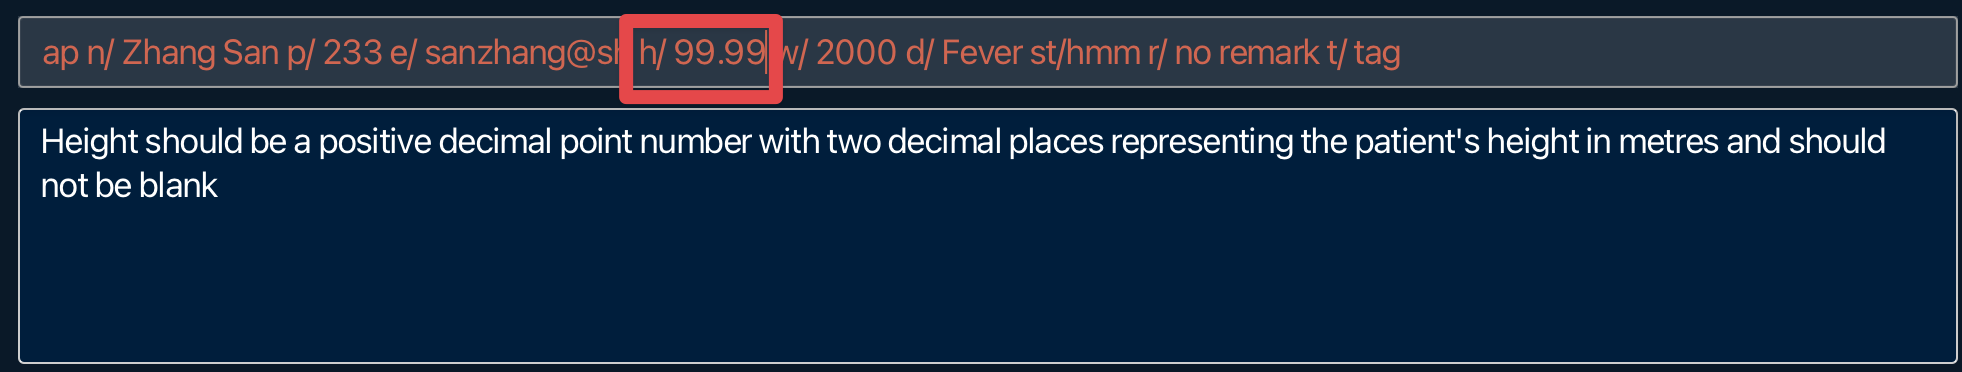 ap n/ Zhang San p/ 233 e/ h/ 99.99 w/ 2000 d/ Fever st/hmm r/ no remark t/ tag
Height should be a positive decimal point number with two decimal places representing the patient's height in metres and should
not be blank